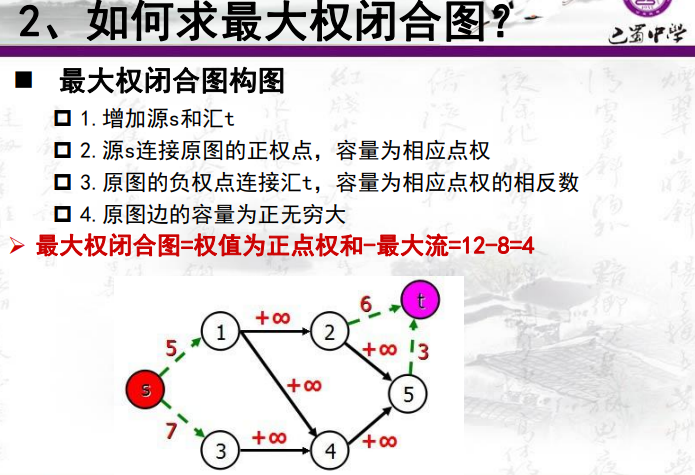 2、如何求最大权闭合图?
巴蜀中学
■ 最大权闭合图构图
1.增加源s和汇t
2.源s连接原图的正权点，容量为相应点权
3.原图的负权点连接汇t，容量为相应点权的相反数
4.原图边的容量为正无穷大
➢ 最大权闭合图=权值为正点权和-最大流=12-8=4
6
t
+∞
1
2
5
+∞
3
+∞
s
5
7
+∞
+∞
3
4